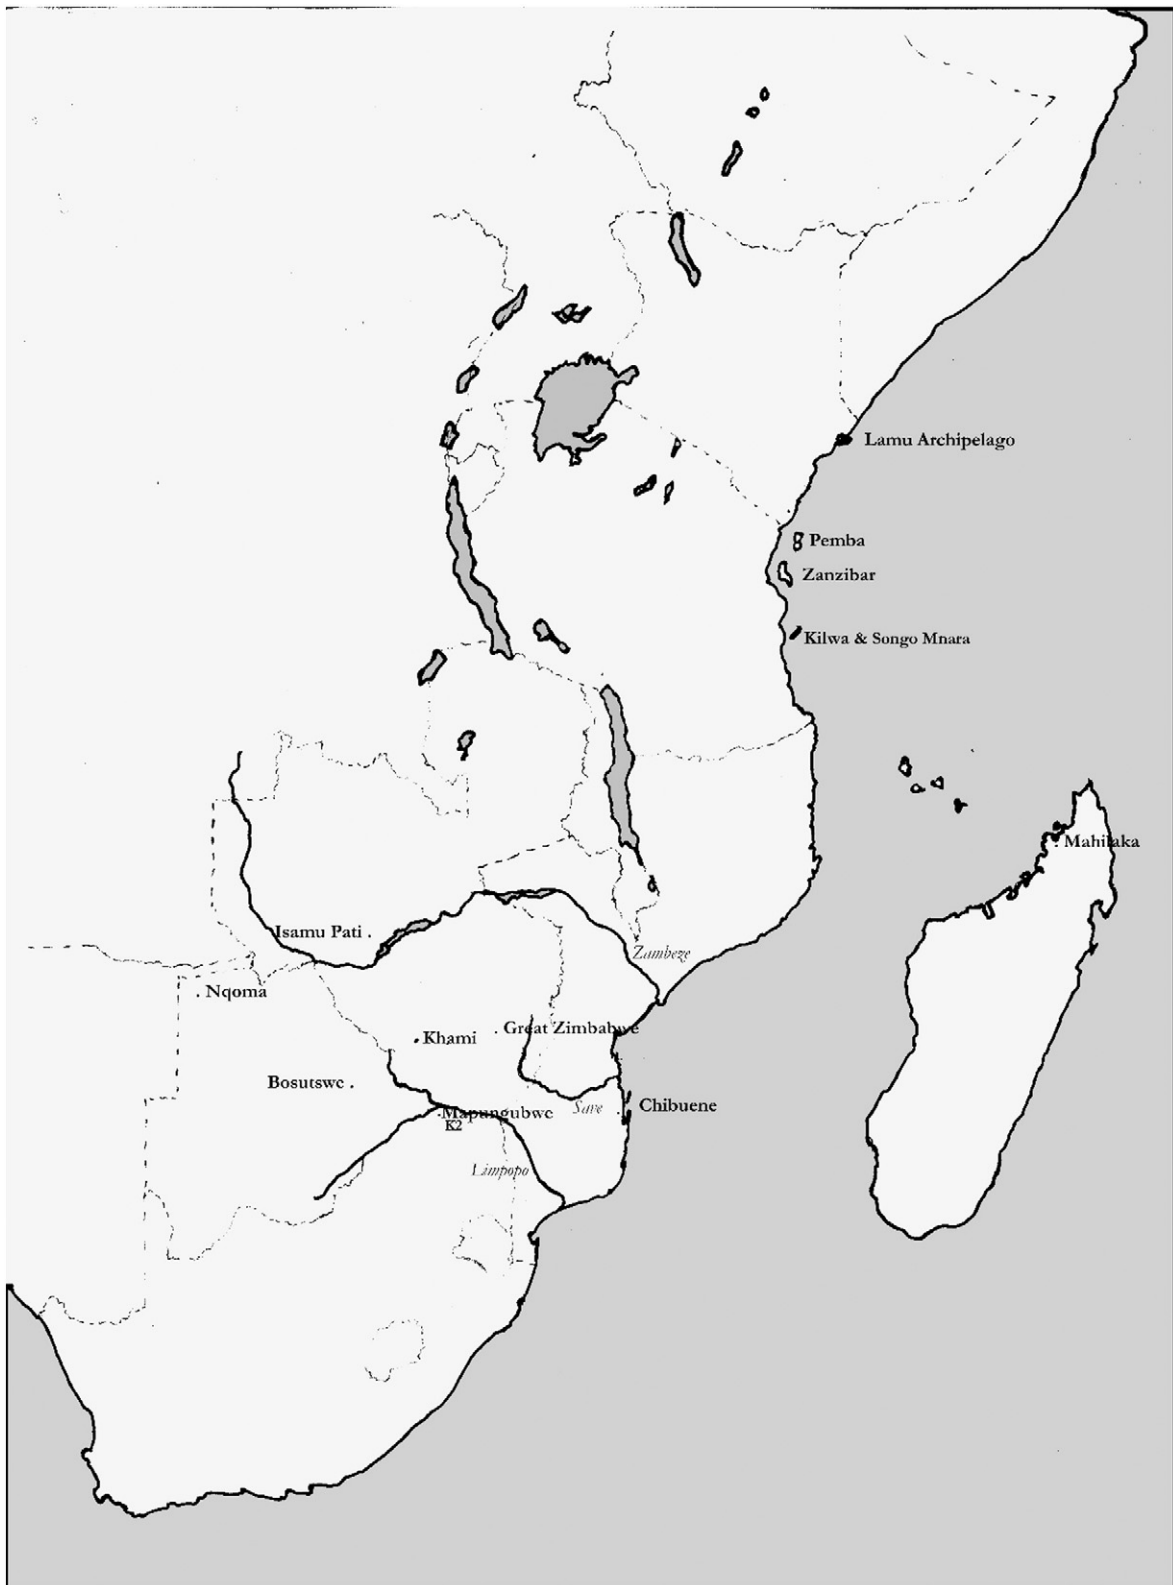 Lamu Archipelago
Pemba
Zanzibar
Kilwa & Songo Mnara
Mahilaka
Isamu Pati
Zambeze
Nqoma
Great Zimbabwe
Khami
Bosutswe
Save
Chibuene
Mapungubwe
K2
Limpopo